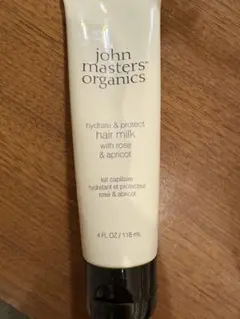 john
masters™
organics
hydrate & protect
hair milk
with rose
& apricot
lait capillaire
hydratant et protecteur
rose & abricot
4 FL OZ / 118 mL